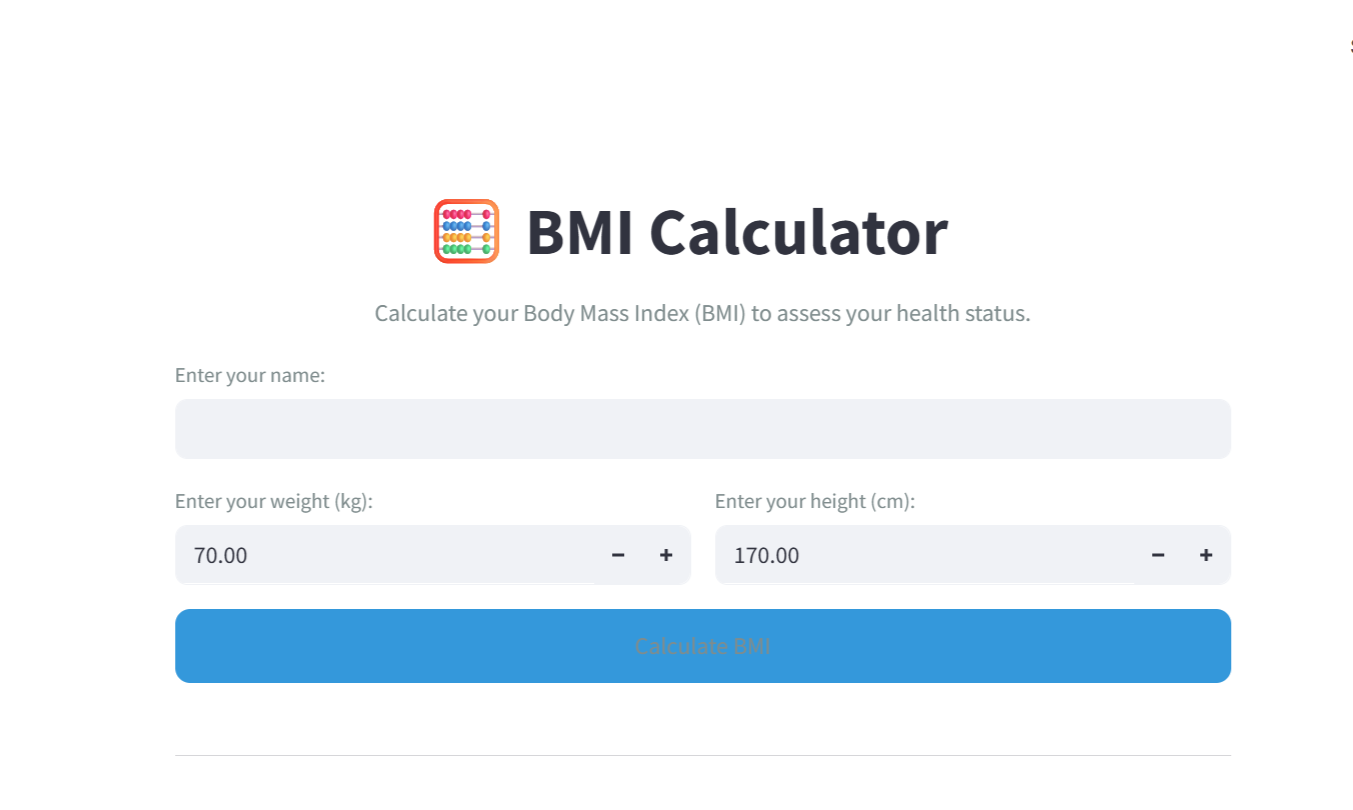 BMI Calculator
Calculate your Body Mass Index (BMI) to assess your health status.
Enter your name:
Enter your weight (kg):
Enter your height (cm):
70.00 − +
170.00 − +
Calculate BMI